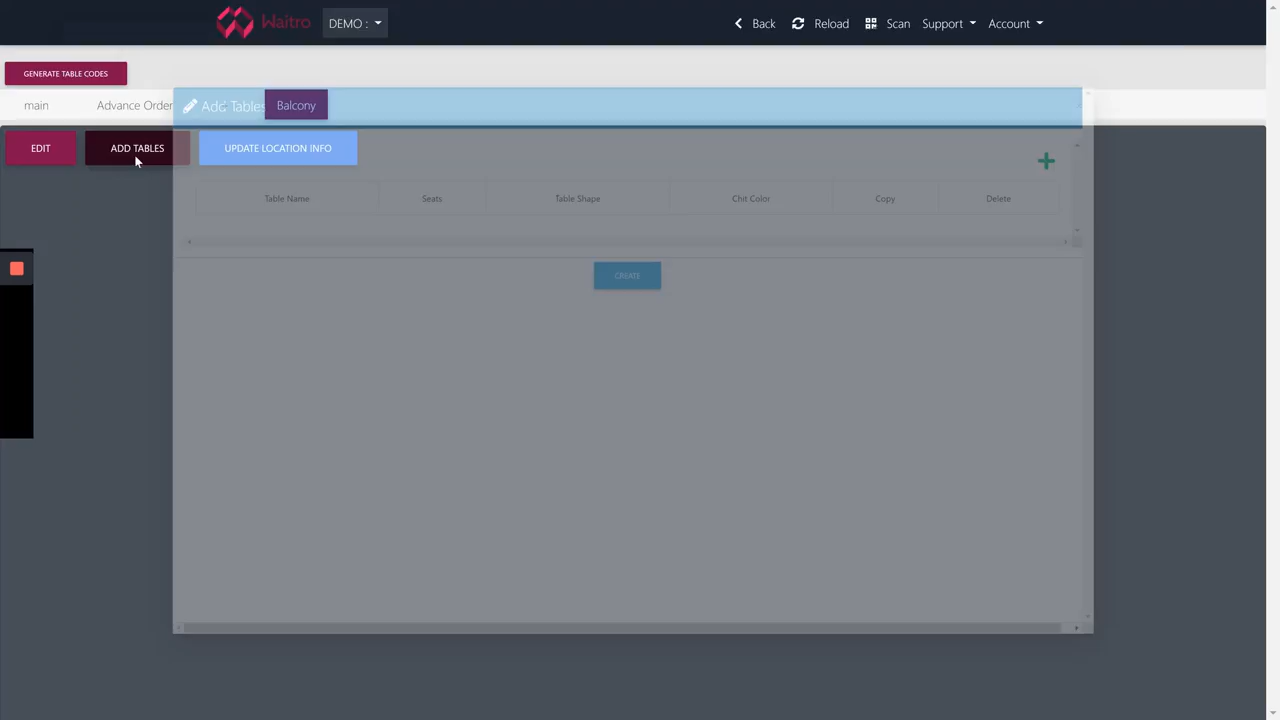 Waitro DEMO : Back Reload Scan Support Account
GENERATE TABLE CODES
main Advance Order Add Tables Balcony
EDIT ADD TABLES UPDATE LOCATION INFO
Table Name Seats Table Shape Chit Color Copy Delete
CREATE